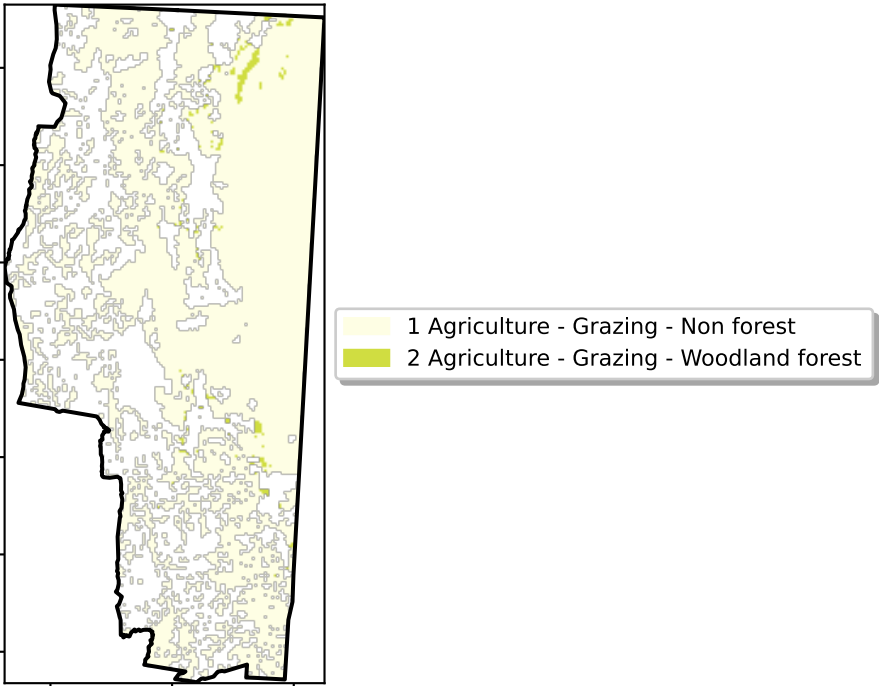 1 Agriculture - Grazing - Non forest
2 Agriculture - Grazing - Woodland forest